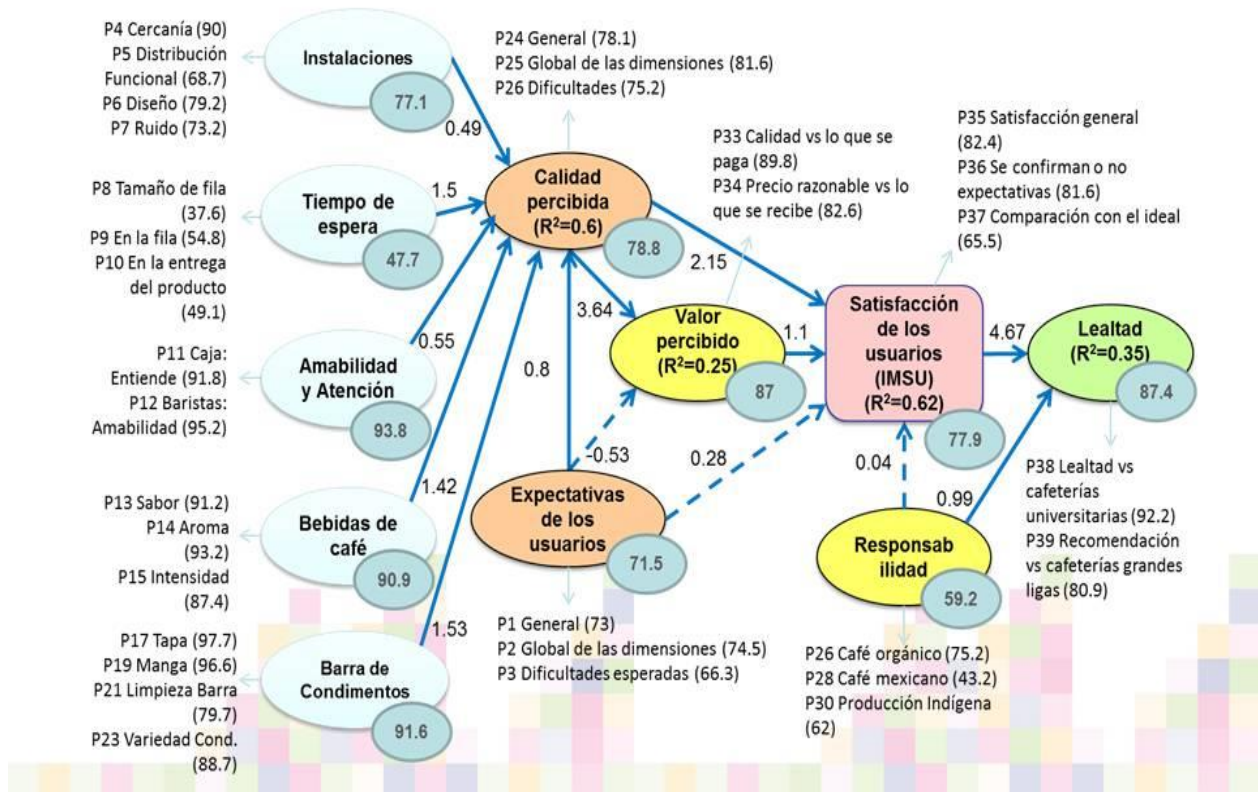 P4 Cercanía (90)
P5 Distribución
Funcional (68.7)
P6 Diseño (79.2)
P7 Ruido (73.2)
Instalaciones
77.1
0.49
P24 General (78.1)
P25 Global de las dimensiones (81.6)
P26 Dificultades (75.2)
P8 Tamaño de fila
(37.6)
P9 En la fila (54.8)
P10 En la entrega
del producto
(49.1)
Tiempo de
espera
47.7
1.5
Calidad
percibida
(R²=0.6)
78.8
P33 Calidad vs lo que se
paga (89.8)
P34 Precio razonable vs lo
que se recibe (82.6)
P35 Satisfacción general
(82.4)
P36 Se confirman o no
expectativas (81.6)
P37 Comparación con el ideal
(65.5)
2.15
P11 Caja:
Entiende (91.8)
P12 Baristas:
Amabilidad (95.2)
Amabilidad
y Atención
93.8
0.55
0.8
3.64
Valor
percibido
(R²=0.25)
87
1.1
Satisfacción
de los
usuarios
(IMSU)
(R²=0.62)
77.9
4.67
Lealtad
(R²=0.35)
87.4
P13 Sabor (91.2)
P14 Aroma
(93.2)
P15 Intensidad
(87.4)
Bebidas de
café
90.9
1.42
-0.53
0.28
0.04
0.99
Expectativas
de los
usuarios
71.5
Responsab
ilidad
59.2
P38 Lealtad vs
cafeterías
universitarias (92.2)
P39 Recomendación
vs cafeterías grandes
ligas (80.9)
P17 Tapa (97.7)
P19 Manga (96.6)
P21 Limpieza Barra
(79.7)
P23 Variedad Cond.
(88.7)
Barra de
Condimentos
91.6
1.53
P1 General (73)
P2 Global de las dimensiones (74.5)
P3 Dificultades esperadas (66.3)
P26 Café orgánico (75.2)
P28 Café mexicano (43.2)
P30 Producción Indígena
(62)